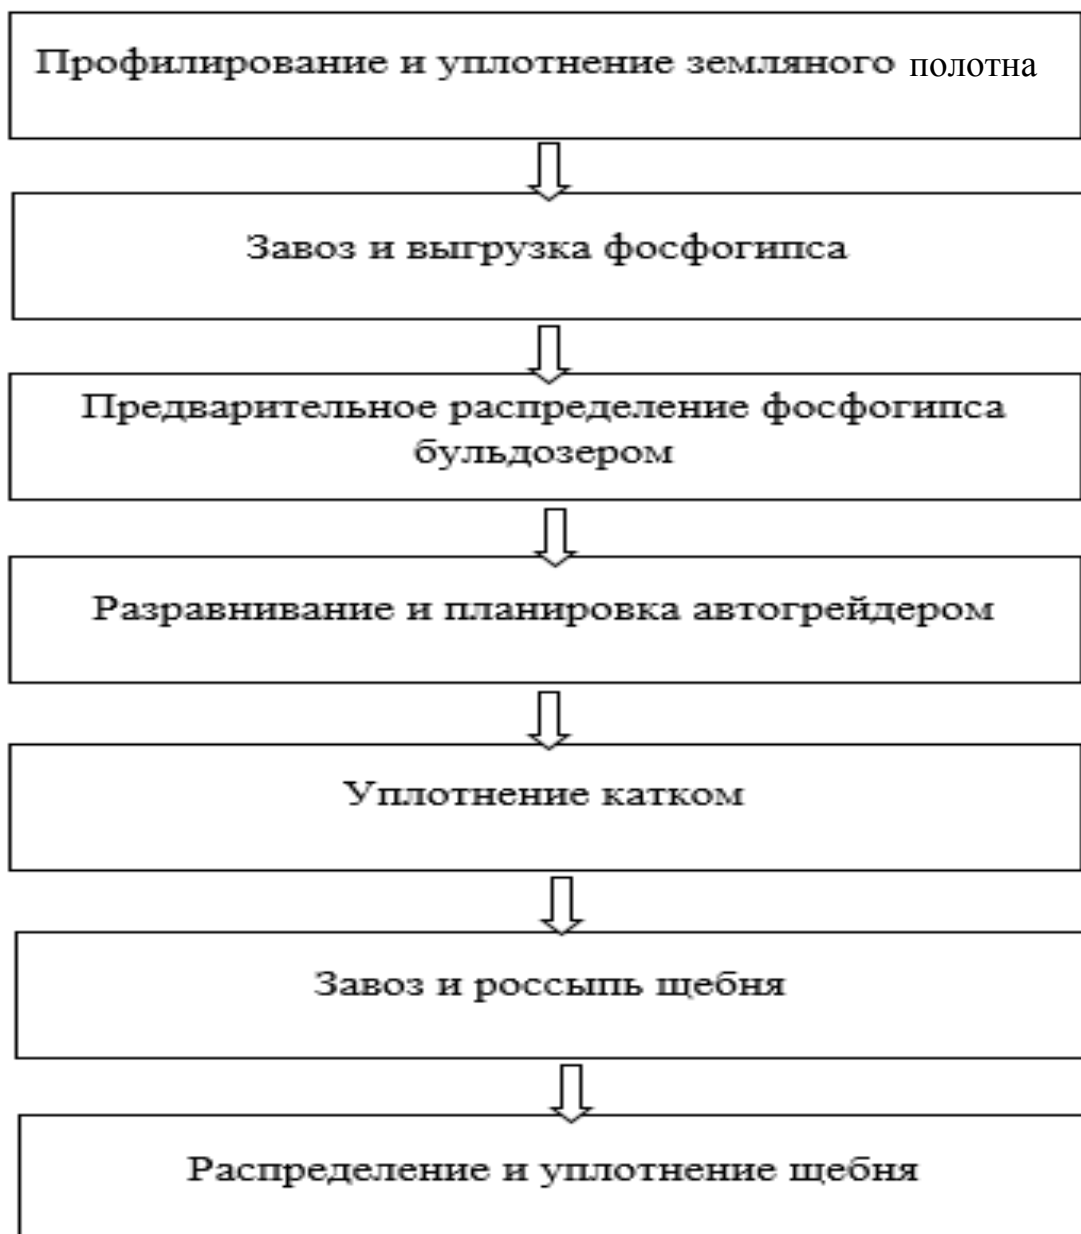 Профилирование и уплотнение земляного полотна
Завоз и выгрузка фосфогипса
Предварительное распределение фосфогипса
бульдозером
Разравнивание и планировка автогрейдером
Уплотнение катком
Завоз и россыпь щебня
Распределение и уплотнение щебня